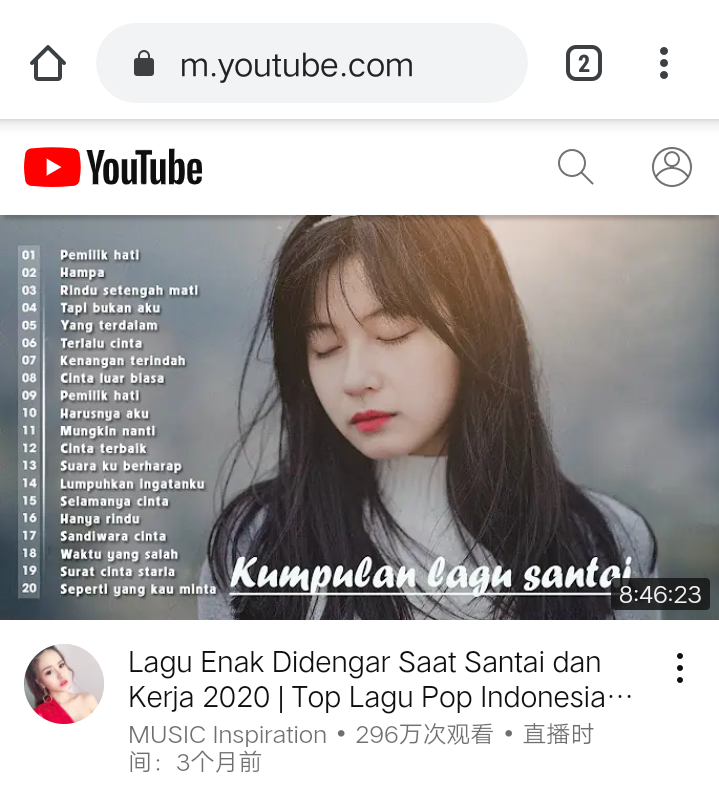 m.youtube.com
2
YouTube
01 Pemilik hati
02 Hampa
03 Rindu setengah mati
04 Tapi bukan aku
05 Yang terdalam
06 Terlalu cinta
07 Kenangan terindah
08 Cinta luar biasa
09 Pemilik hati
10 Harusnya aku
11 Mungkin nanti
12 Cinta terbaik
13 Suara ku berharap
14 Lumpuhkan ingatanku
15 Selamanya cinta
16 Hanya rindu
17 Sandiwara cinta
18 Waktu yang salah
19 Surat cinta starla
20 Seperti yang kau minta
Kumpulan lagu santai
8:46:23
Lagu Enak Didengar Saat Santai dan
Kerja 2020 | Top Lagu Pop Indonesia…
MUSIC Inspiration • 296万次观看 • 直播时
间：3个月前